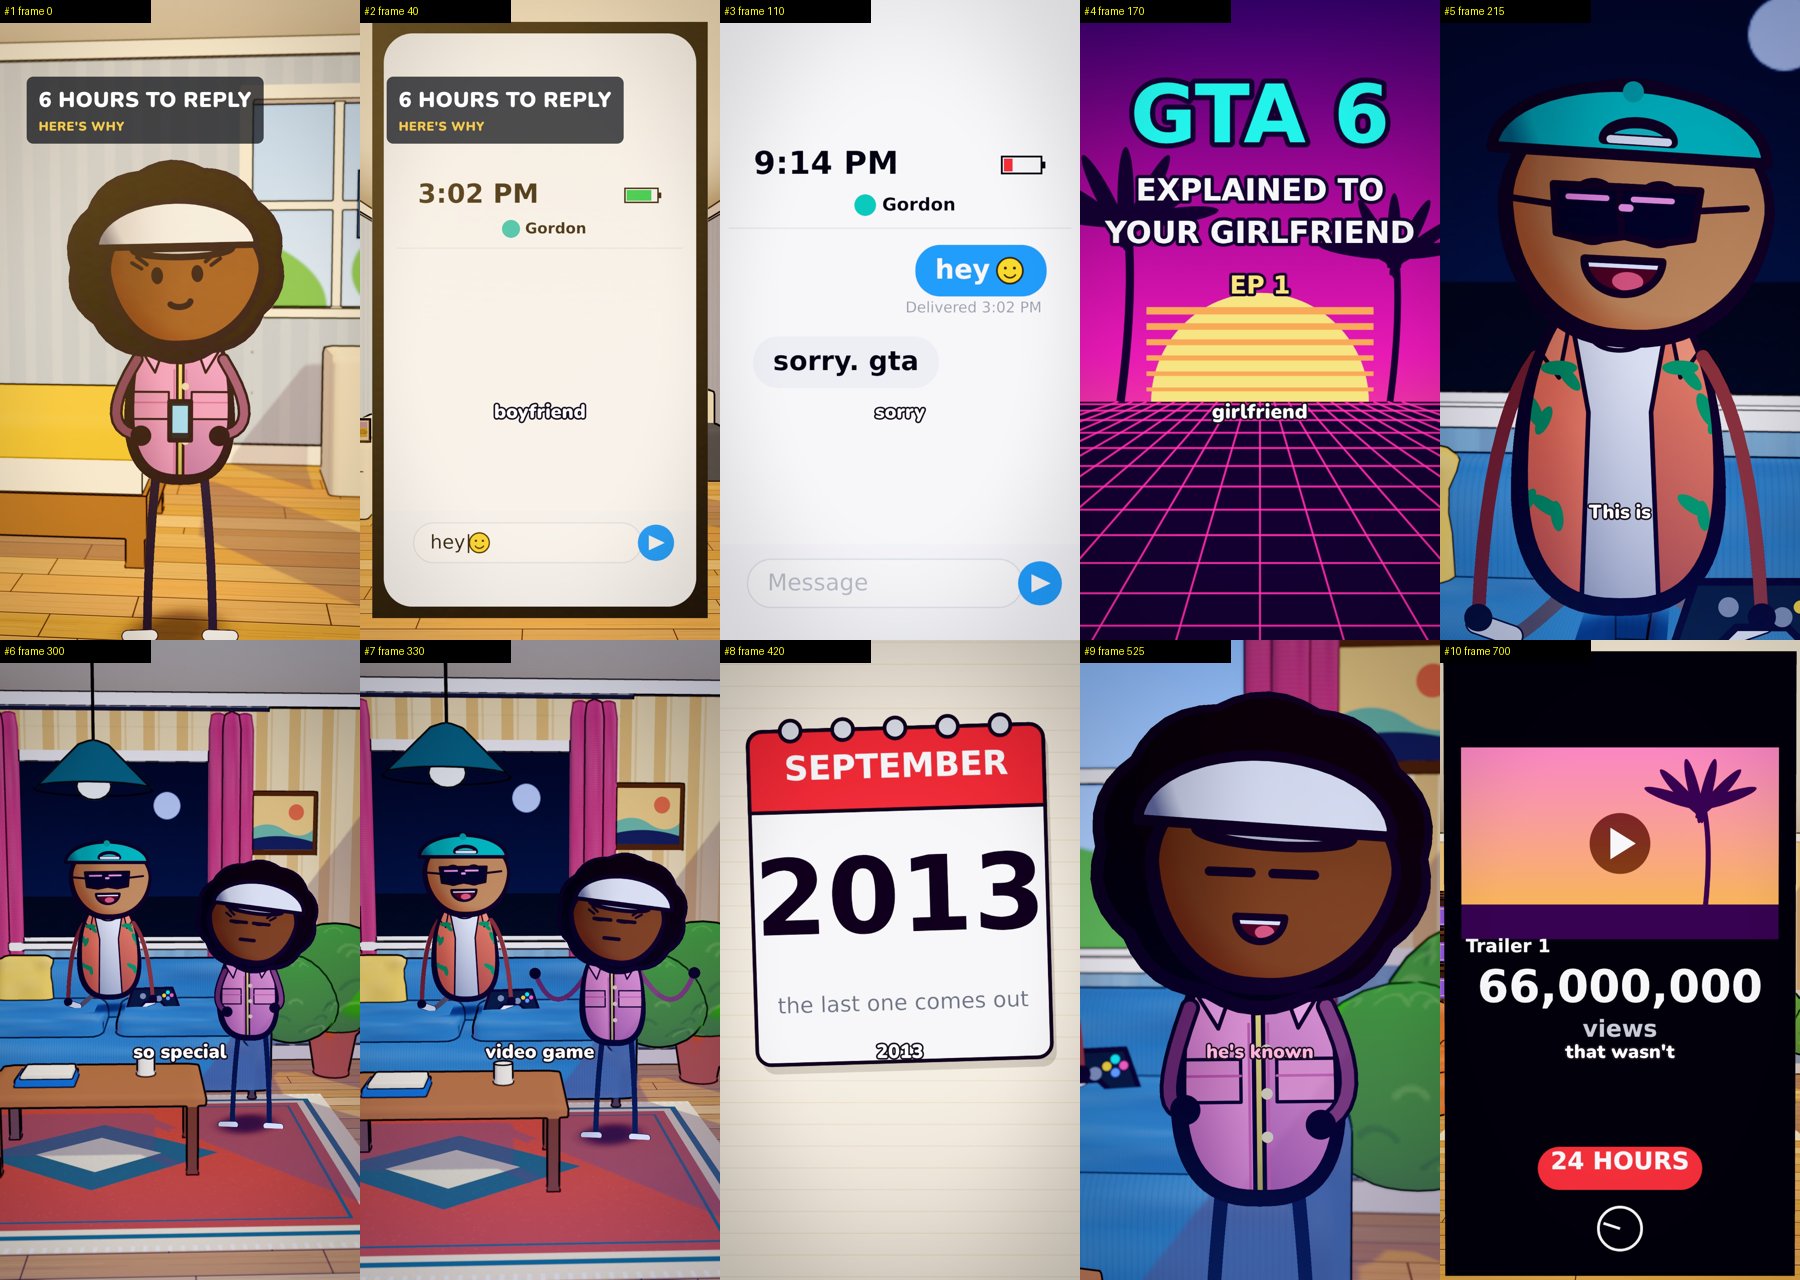 #1 frame 0
6 HOURS TO REPLY
HERE'S WHY
#2 frame 40
6 HOURS TO REPLY
HERE'S WHY
3:02 PM
Gordon
boyfriend
hey
#3 frame 110
9:14 PM
Gordon
hey
Delivered 3:02 PM
sorry. gta
sorry
Message
#4 frame 170
GTA 6
EXPLAINED TO
YOUR GIRLFRIEND
EP 1
girlfriend
#5 frame 215
This is
#6 frame 300
so special
#7 frame 330
video game
#8 frame 420
SEPTEMBER
2013
the last one comes out
2013
#9 frame 525
he's known
#10 frame 700
Trailer 1
66,000,000
views
that wasn't
24 HOURS